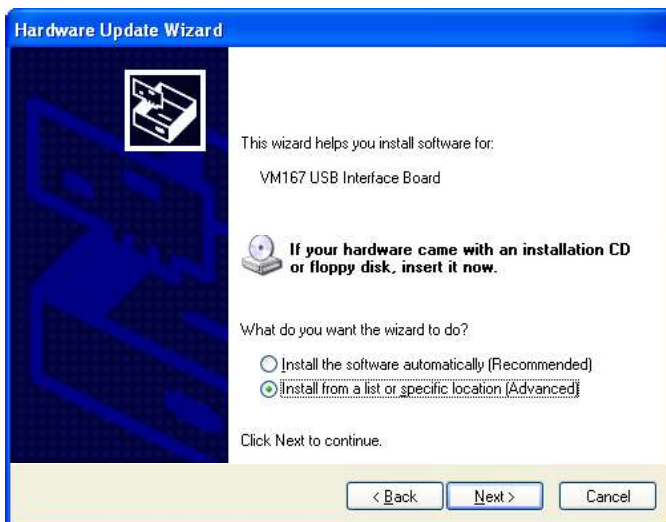 Hardware Update Wizard
This wizard helps you install software for:
VM167 USB Interface Board
If your hardware came with an installation CD
or floppy disk, insert it now.
What do you want the wizard to do?
Install the software automatically (Recommended)
Install from a list or specific location (Advanced)
Click Next to continue.
< Back
Next >
Cancel